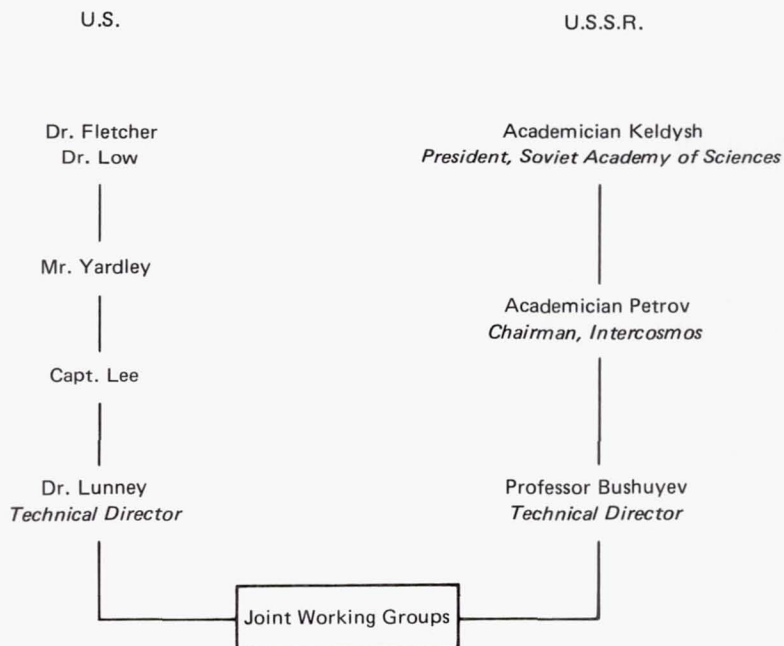 U.S.
U.S.S.R.
Dr. Fletcher
Dr. Low
Academician Keldysh
President, Soviet Academy of Sciences
Mr. Yardley
Academician Petrov
Chairman, Intercosmos
Capt. Lee
Dr. Lunney
Technical Director
Professor Bushuyev
Technical Director
Joint Working Groups